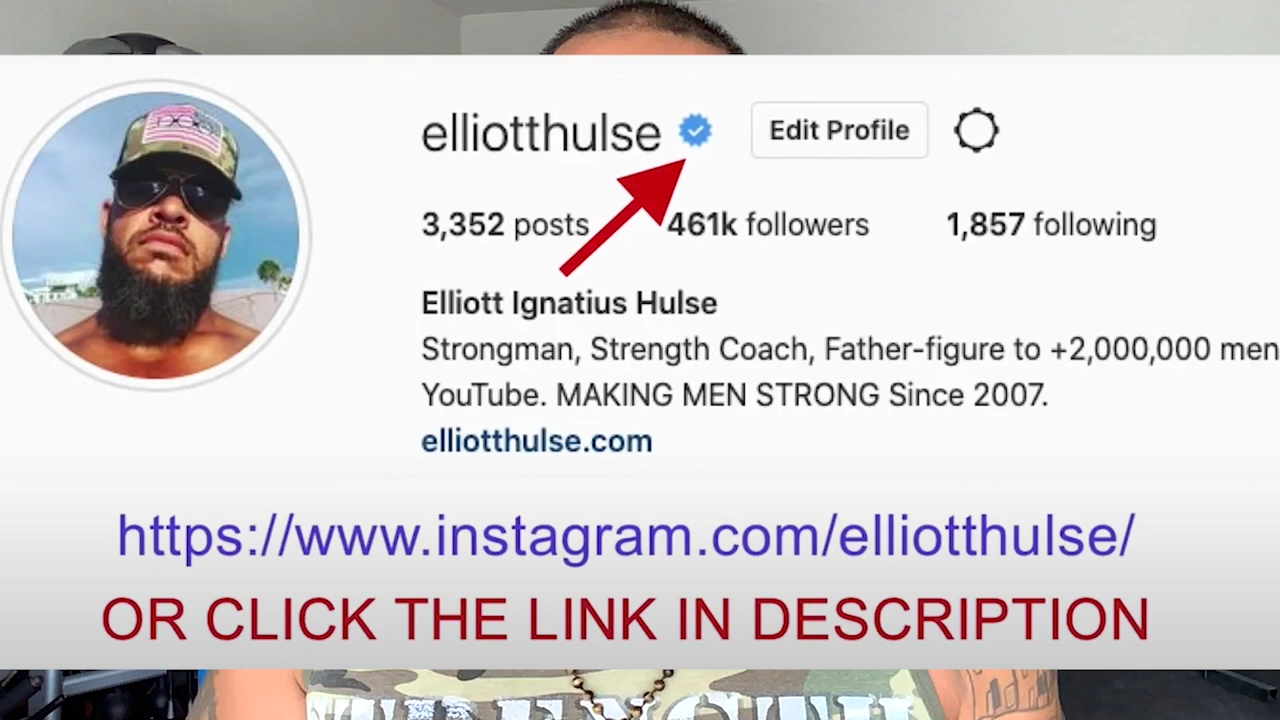 elliotthulse Edit Profile
3,352 posts 461k followers 1,857 following
Elliott Ignatius Hulse
Strongman, Strength Coach, Father-figure to +2,000,000 men
YouTube. MAKING MEN STRONG Since 2007.
elliotthulse.com
https://www.instagram.com/elliotthulse/
OR CLICK THE LINK IN DESCRIPTION
STRENGTH